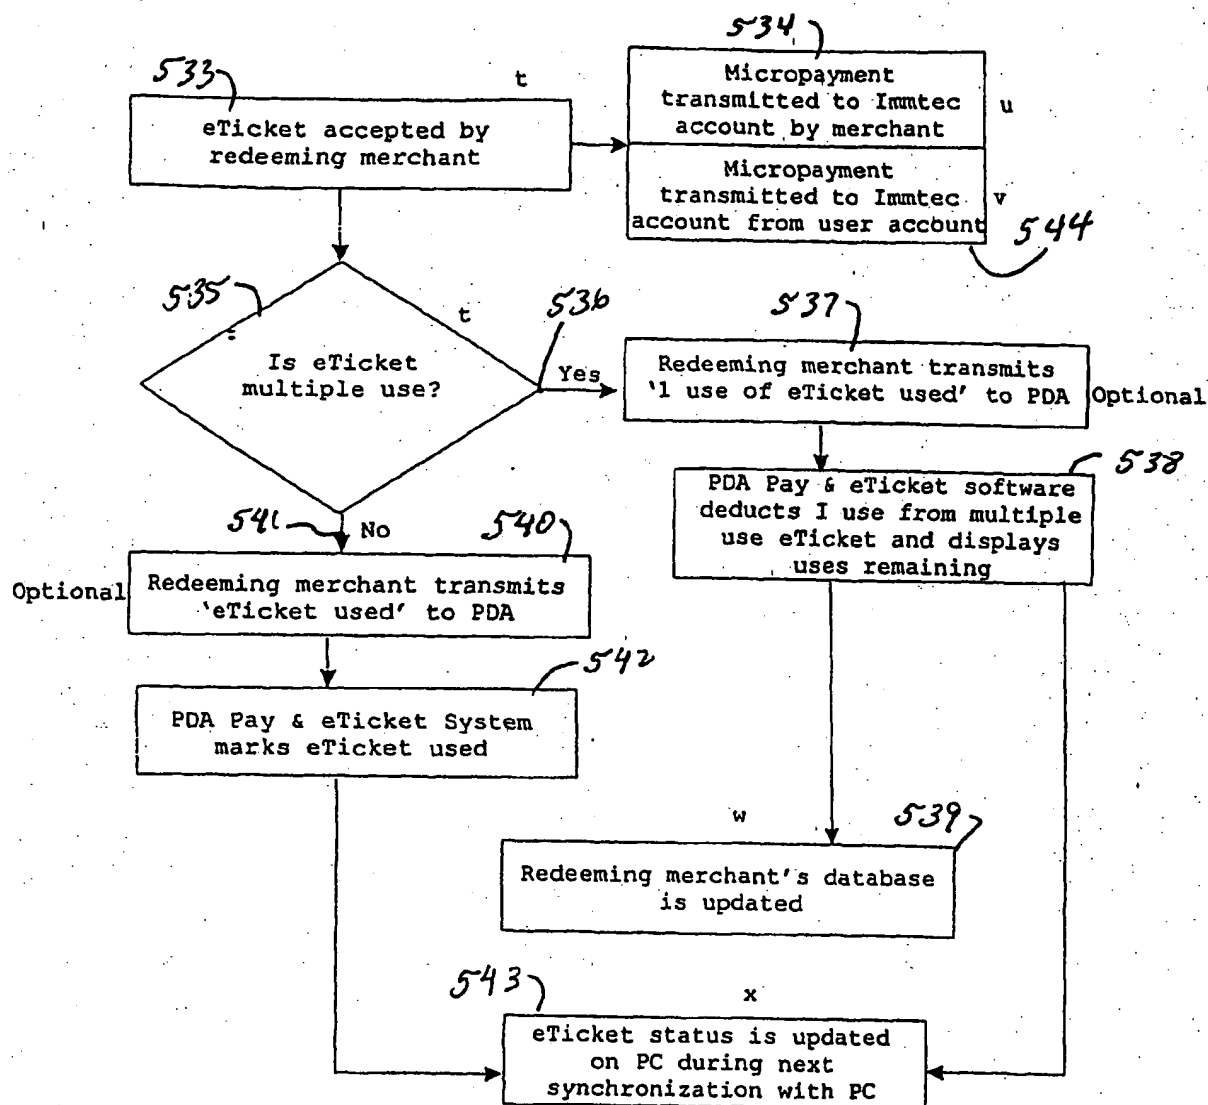 534
533
t
Micropayment
transmitted to Immtec
account by merchant
u
eTicket accepted by
redeeming merchant
Micropayment
transmitted to Immtec
account from user account
v
544
535
t
536
537
Is eTicket
multiple use?
Yes
Redeeming merchant transmits
'1 use of eTicket used' to PDA
Optional
538
PDA Pay & eTicket software
deducts I use from multiple
use eTicket and displays
uses remaining
541
No
540
Optional
Redeeming merchant transmits
'eTicket used' to PDA
542
PDA Pay & eTicket System
marks eTicket used
w
539
Redeeming merchant's database
is updated
543
x
eTicket status is updated
on PC during next
synchronization with PC